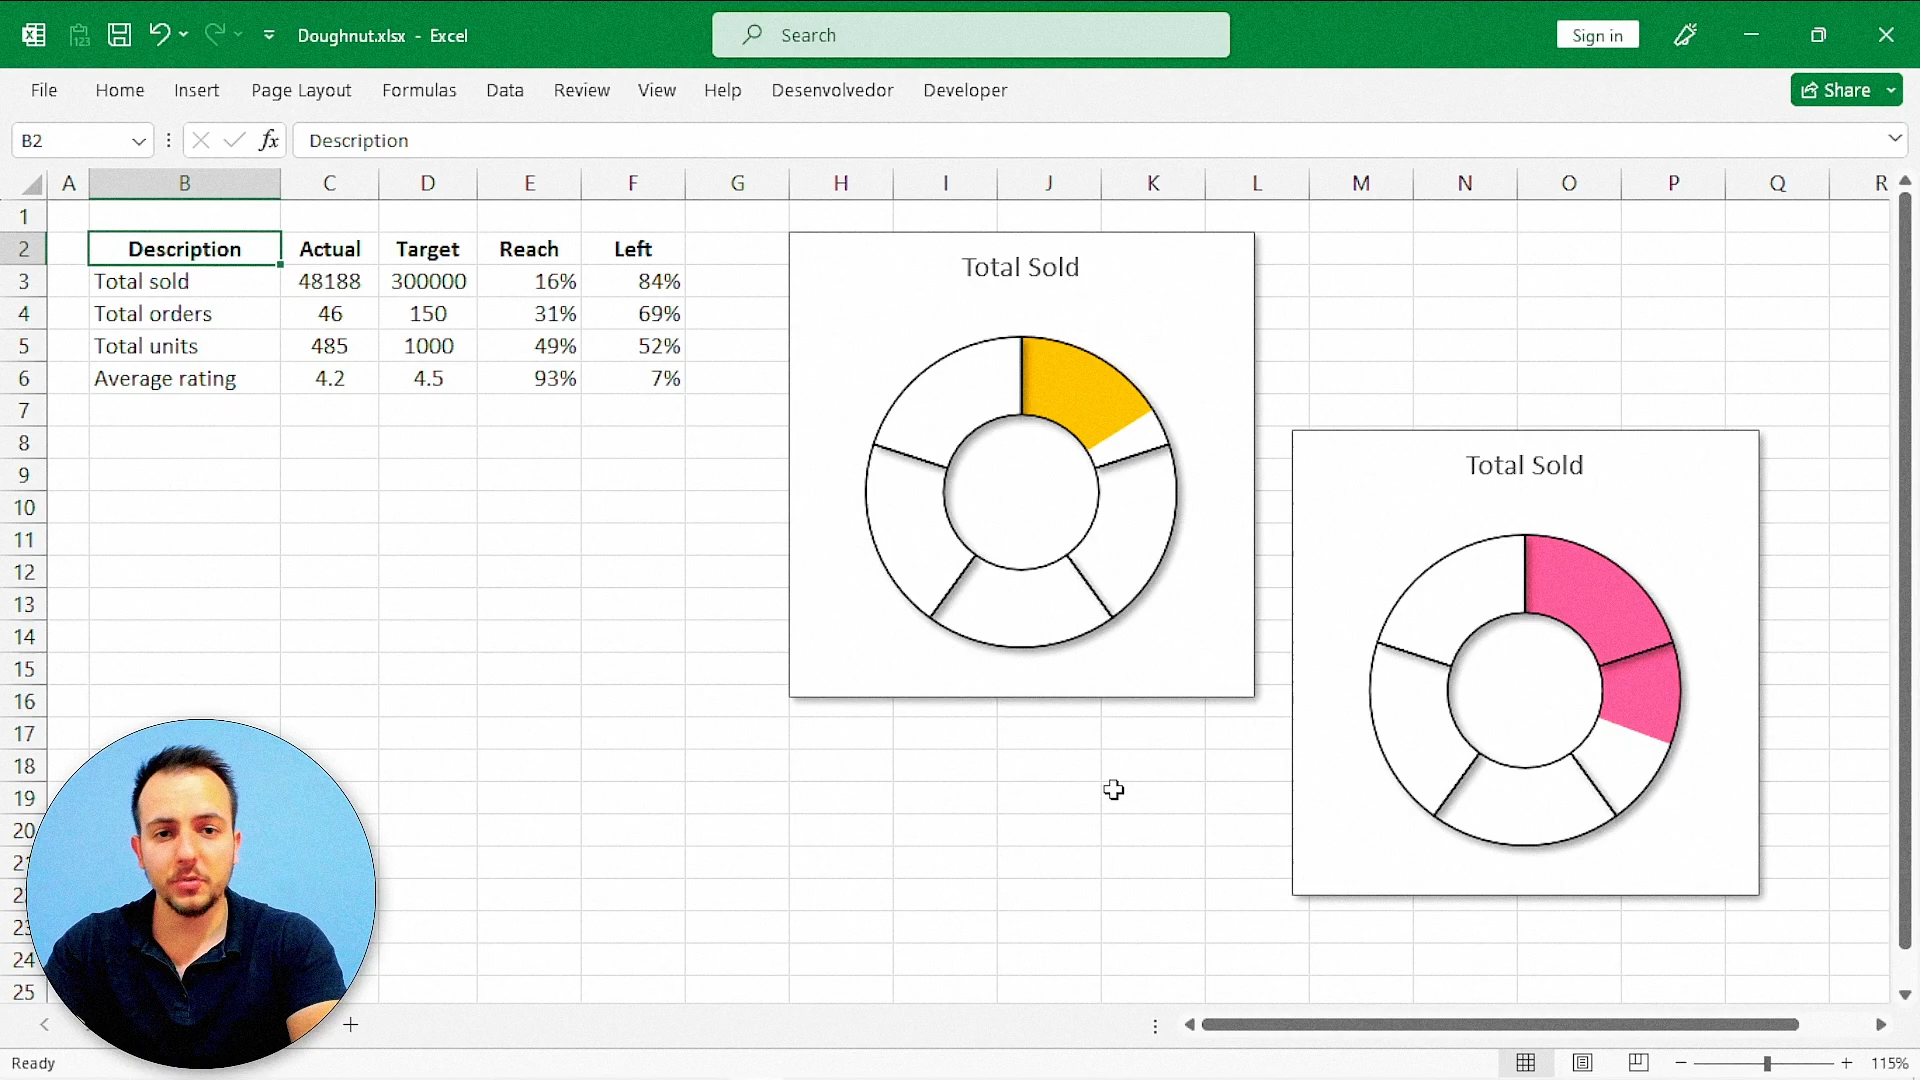 Doughnut.xlsx - Excel
Search
Sign in
File Home Insert Page Layout Formulas Data Review View Help Desenvolvedor Developer
Share
B2 fx Description
A B C D E F G H I J K L M N O P Q R
1
2 Description Actual Target Reach Left
3 Total sold 48188 300000 16% 84%
4 Total orders 46 150 31% 69%
5 Total units 485 1000 49% 52%
6 Average rating 4.2 4.5 93% 7%
7
8
9
10
11
12
13
14
15
16
17
18
19
20
24
25
Total Sold
Total Sold
Ready
115%